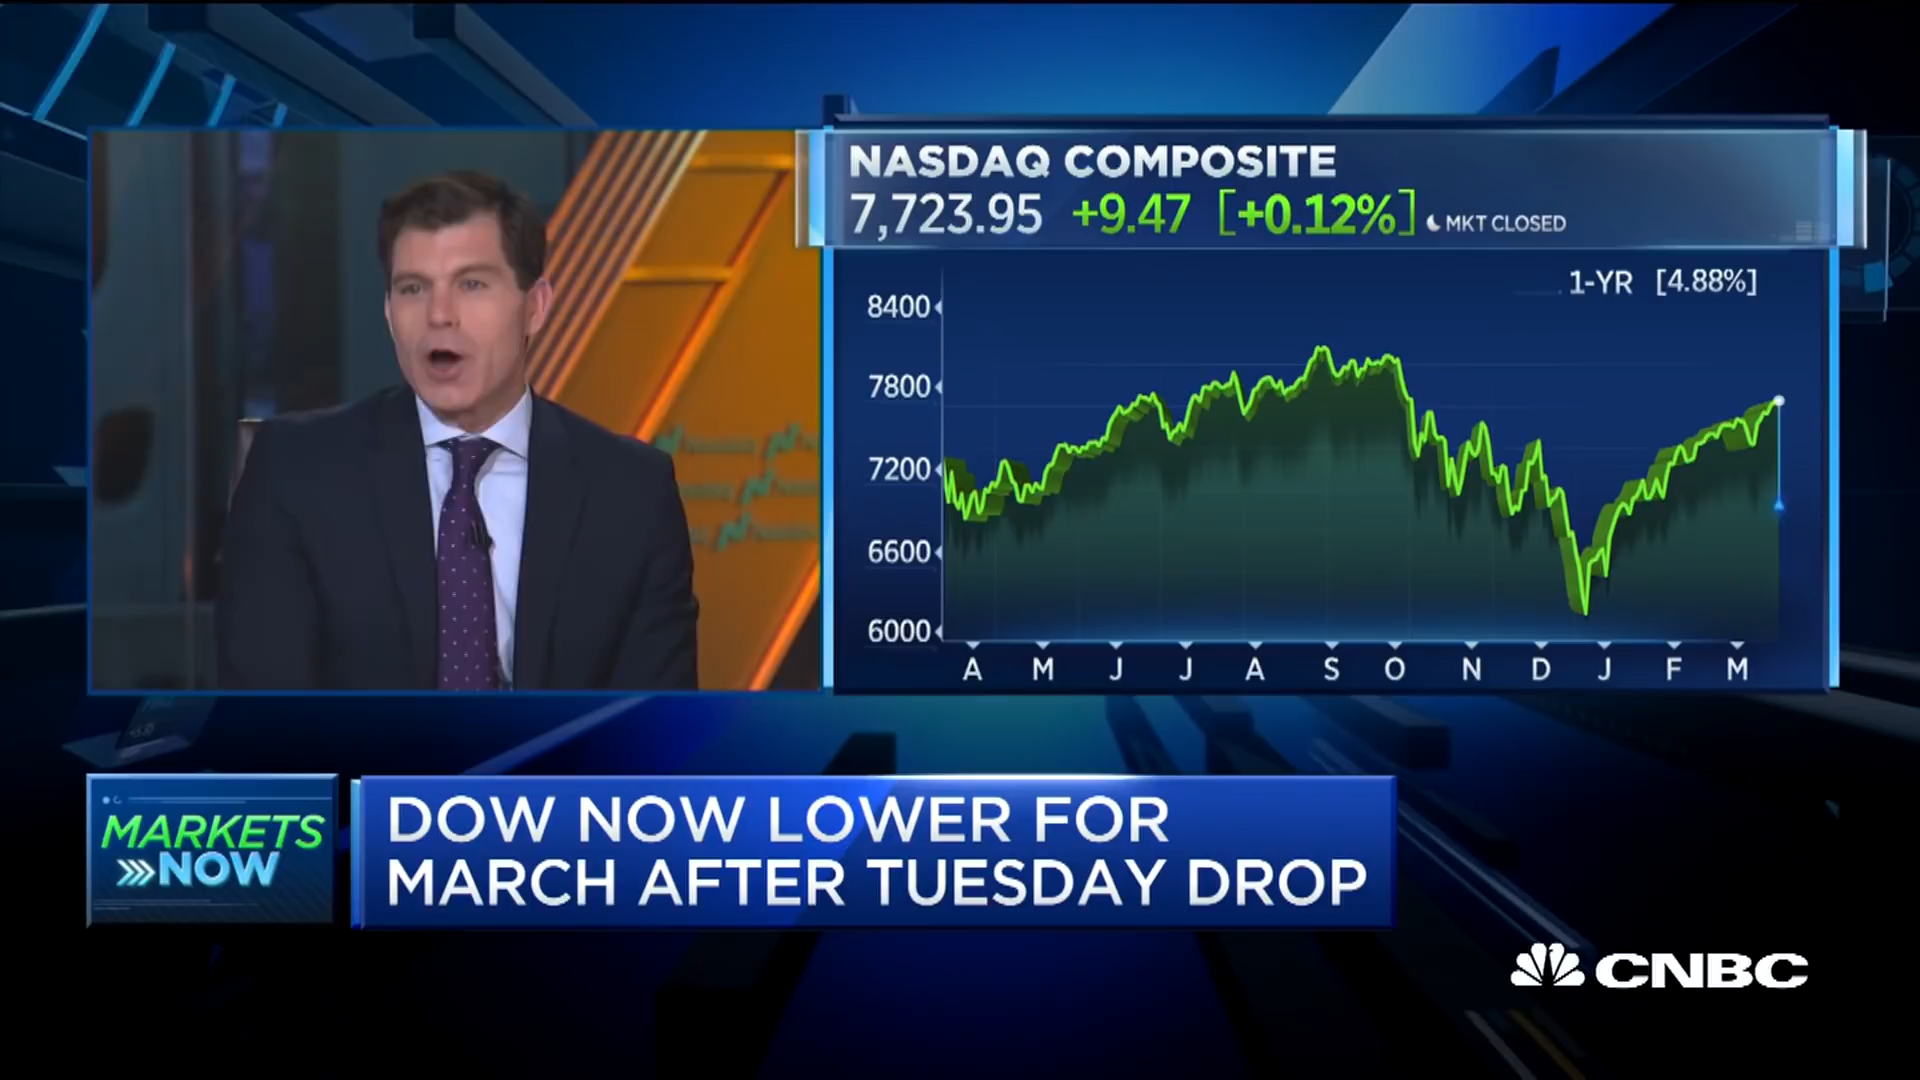 NASDAQ COMPOSITE
7,723.95 +9.47 [+0.12%] MKT CLOSED
1-YR [4.88%]
8400
7800
7200
6600
6000
A M J J A S O N D J F M
MARKETS
NOW
DOW NOW LOWER FOR
MARCH AFTER TUESDAY DROP
CNBC